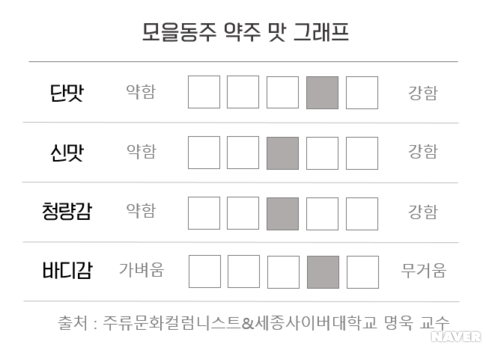 모을동주 약주 맛 그래프
단맛 약함 강함
신맛 약함 강함
청량감 약함 강함
바디감 가벼움 무거움
출처 : 주류문화컬럼니스트&세종사이버대학교 명욱 교수
NAVER